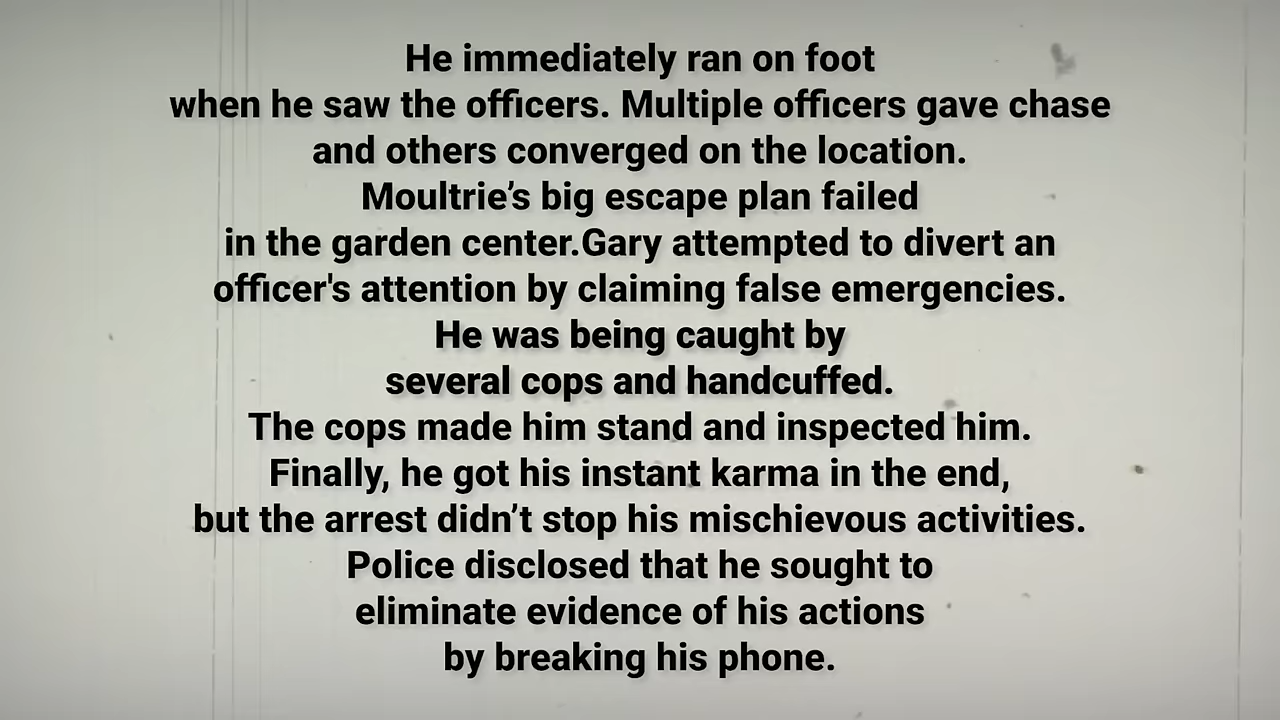 He immediately ran on foot
when he saw the officers. Multiple officers gave chase
and others converged on the location.
Moultrie’s big escape plan failed
in the garden center.Gary attempted to divert an
officer's attention by claiming false emergencies.
He was being caught by
several cops and handcuffed.
The cops made him stand and inspected him.
Finally, he got his instant karma in the end,
but the arrest didn’t stop his mischievous activities.
Police disclosed that he sought to
eliminate evidence of his actions
by breaking his phone.